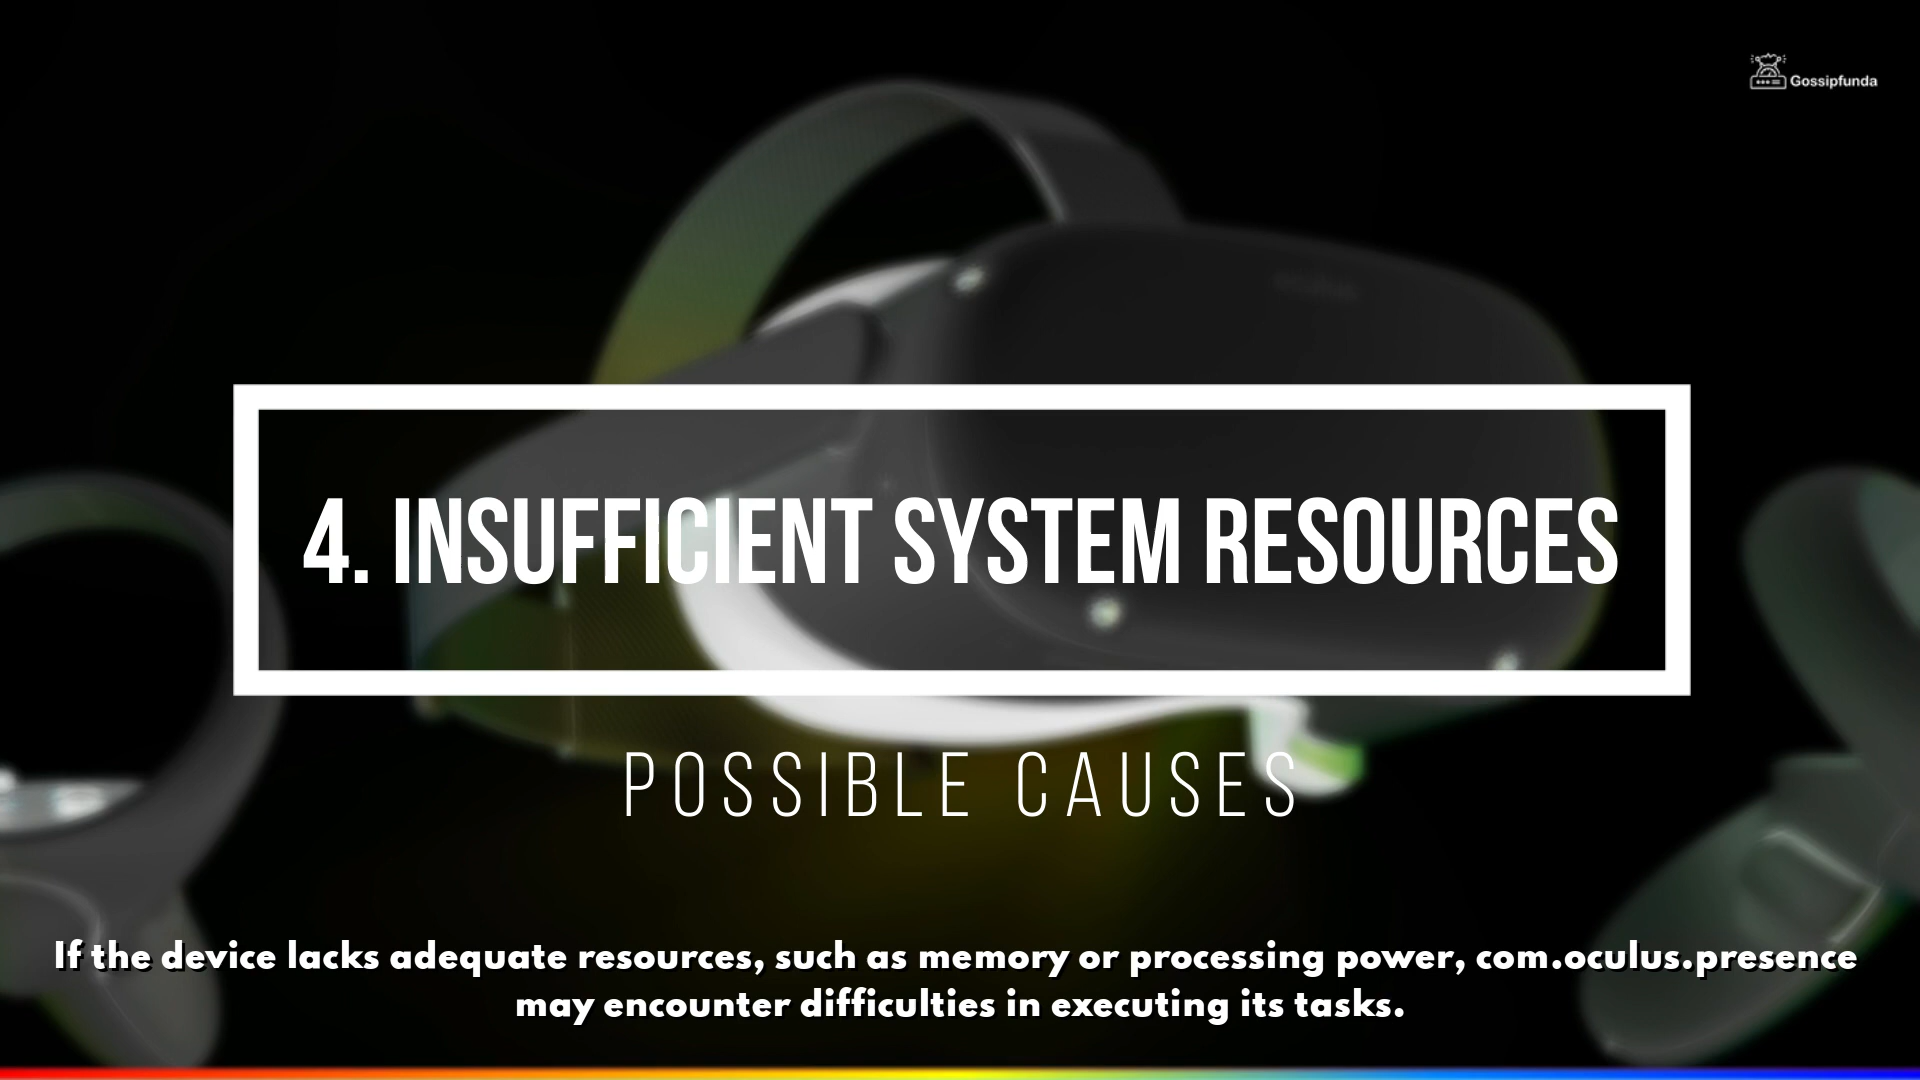 Gossipfunda
4. INSUFFICIENT SYSTEM RESOURCES
POSSIBLE CAUSES
If the device lacks adequate resources, such as memory or processing power, com.oculus.presence
may encounter difficulties in executing its tasks.